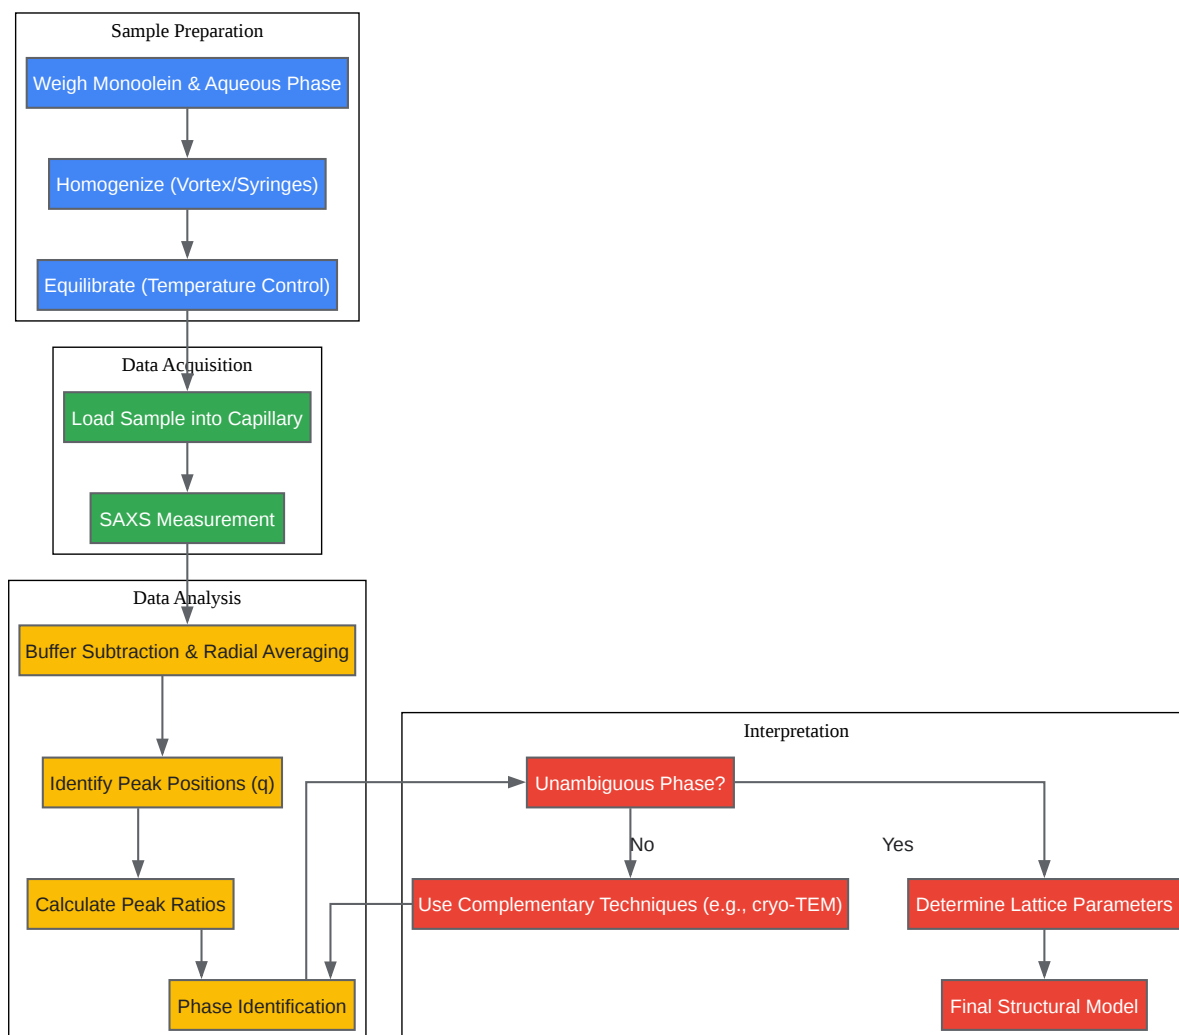 Sample Preparation
Weigh Monoolein & Aqueous Phase
Homogenize (Vortex/Syringes)
Equilibrate (Temperature Control)
Data Acquisition
Load Sample into Capillary
SAXS Measurement
Data Analysis
Buffer Subtraction & Radial Averaging
Identify Peak Positions (q)
Calculate Peak Ratios
Phase Identification
Interpretation
Unambiguous Phase?
No
Yes
Use Complementary Techniques (e.g., cryo-TEM)
Determine Lattice Parameters
Final Structural Model